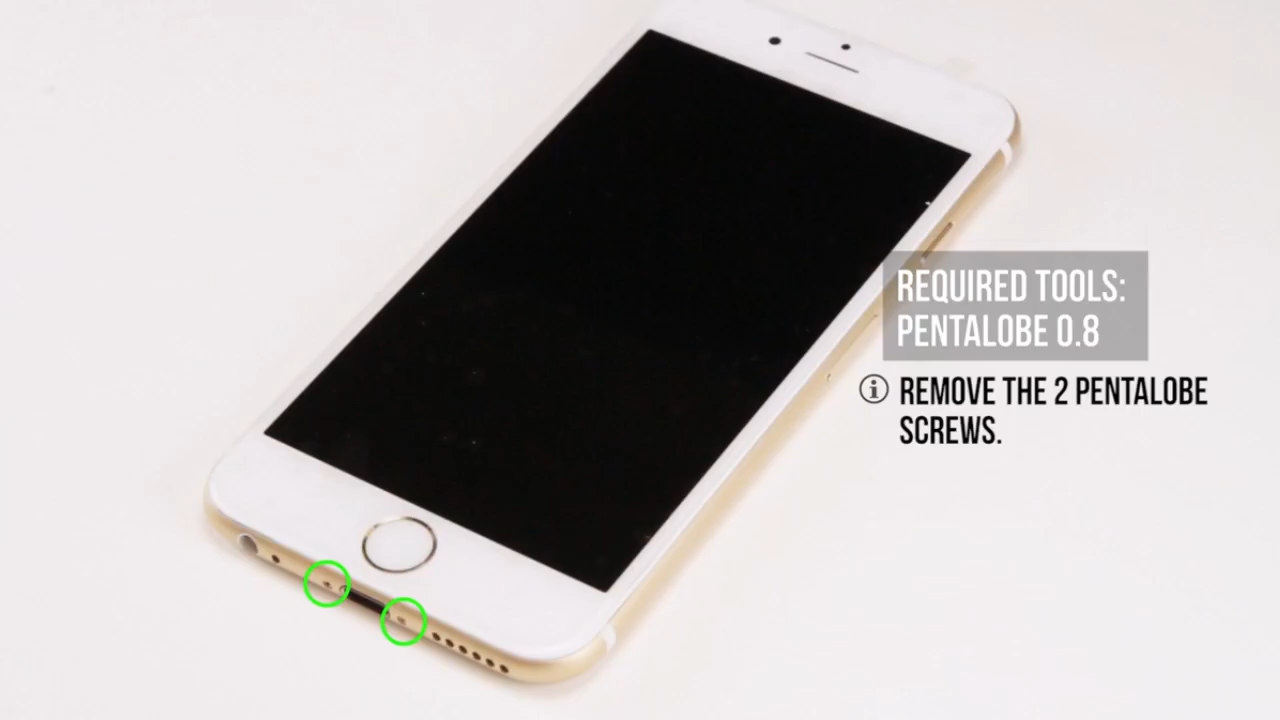 REQUIRED TOOLS:
PENTALOBE 0.8
REMOVE THE 2 PENTALOBE
SCREWS.